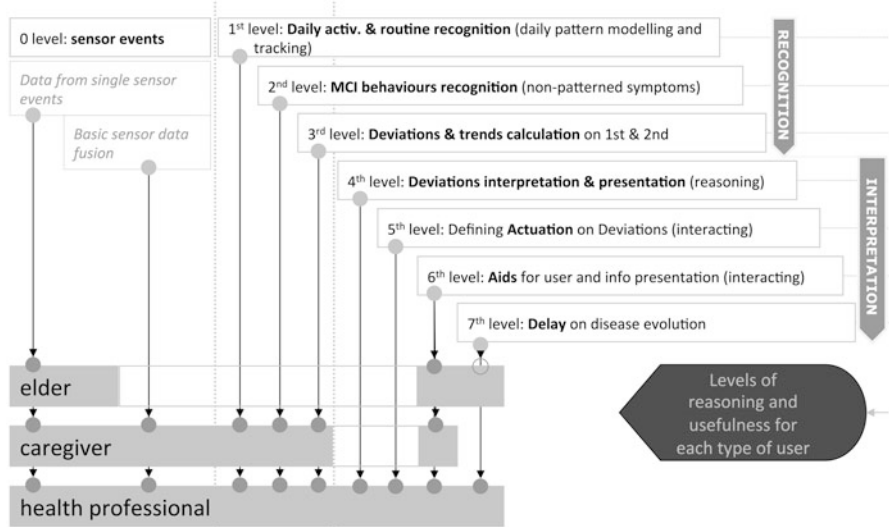 0 level: sensor events
Data from single sensor
events
Basic sensor data
fusion
1st level: Daily activ. & routine recognition (daily pattern modelling and
tracking)
2nd level: MCI behaviours recognition (non-patterned symptoms)
3rd level: Deviations & trends calculation on 1st & 2nd
RECOGNITION
4th level: Deviations interpretation & presentation (reasoning)
5th level: Defining Actuation on Deviations (interacting)
6th level: Aids for user and info presentation (interacting)
7th level: Delay on disease evolution
INTERPRETATION
elder
caregiver
health professional
Levels of
reasoning and
usefulness for
each type of user